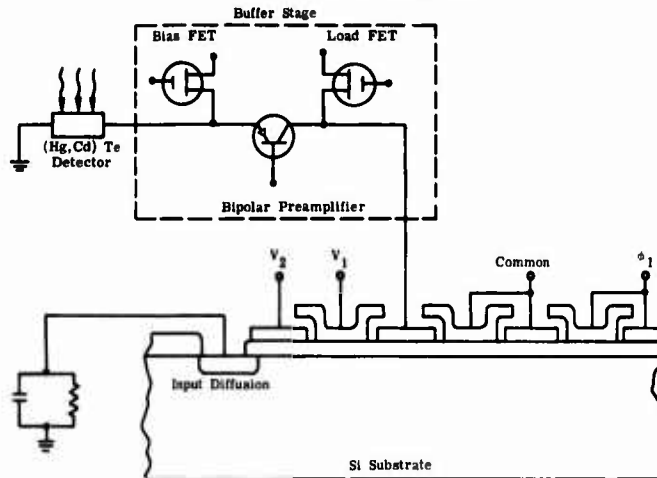 Buffer Stage
Bias FET
Load FET
(Hg,Cd) Te
Detector
Bipolar Preamplifier
V2
V1
Common
ϕ1
Input Diffusion
Si Substrate